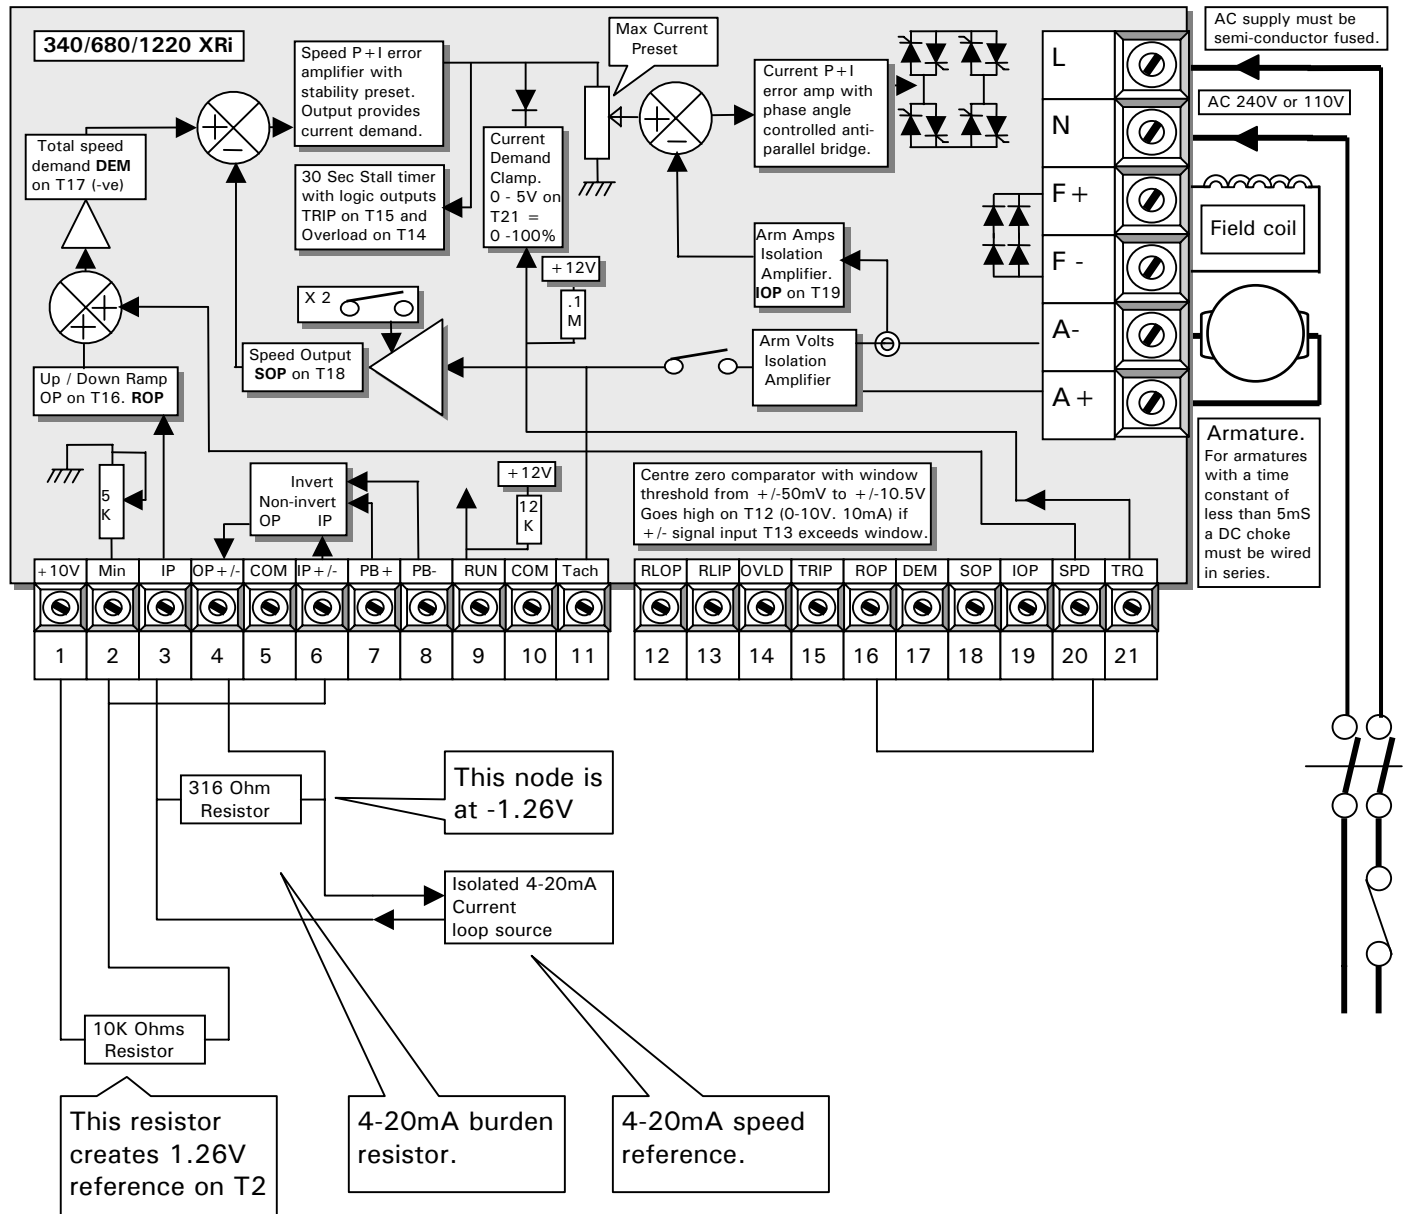 340/680/1220 XRi
Speed P+I error
amplifier with
stability preset.
Output provides
current demand.
Max Current
Preset
Current P+I
error amp with
phase angle
controlled anti-
parallel bridge.
AC supply must be
semi-conductor fused.
AC 240V or 110V
L
N
F+
F -
A-
A+
Field coil
Total speed
demand DEM
on T17 (-ve)
30 Sec Stall timer
with logic outputs
TRIP on T15 and
Overload on T14
Current
Demand
Clamp.
0 - 5V on
T21 =
0 -100%
+12V
.1
M
Arm Amps
Isolation
Amplifier.
IOP on T19
X 2
Speed Output
SOP on T18
Arm Volts
Isolation
Amplifier
Up / Down Ramp
OP on T16. ROP
5
K
Invert
Non-invert
OP IP
+12V
12
K
Centre zero comparator with window
threshold from +/-50mV to +/-10.5V
Goes high on T12 (0-10V. 10mA) if
+/- signal input T13 exceeds window.
Armature.
For armatures
with a time
constant of
less than 5mS
a DC choke
must be wired
in series.
+10V Min IP OP+/- COM IP+/- PB+ PB- RUN COM Tach
RLOP RLIP OVLD TRIP ROP DEM SOP IOP SPD TRQ
1 2 3 4 5 6 7 8 9 10 11
12 13 14 15 16 17 18 19 20 21
316 Ohm
Resistor
This node is
at -1.26V
Isolated 4-20mA
Current
loop source
10K Ohms
Resistor
This resistor
creates 1.26V
reference on T2
4-20mA burden
resistor.
4-20mA speed
reference.